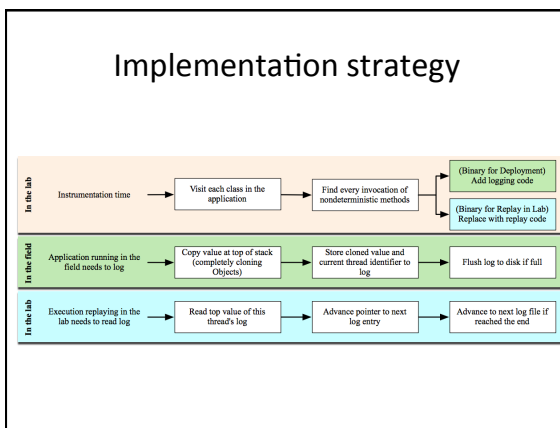 Implementation strategy
In the lab
Instrumentation time
Visit each class in the
application
Find every invocation of
nondeterministic methods
(Binary for Deployment)
Add logging code
(Binary for Replay in Lab)
Replace with replay code
In the field
Application running in the
field needs to log
Copy value at top of stack
(completely cloning
Objects)
Store cloned value and
current thread identifier to
log
Flush log to disk if full
In the lab
Execution replaying in the
lab needs to read log
Read top value of this
thread's log
Advance pointer to next
log entry
Advance to next log file if
reached the end